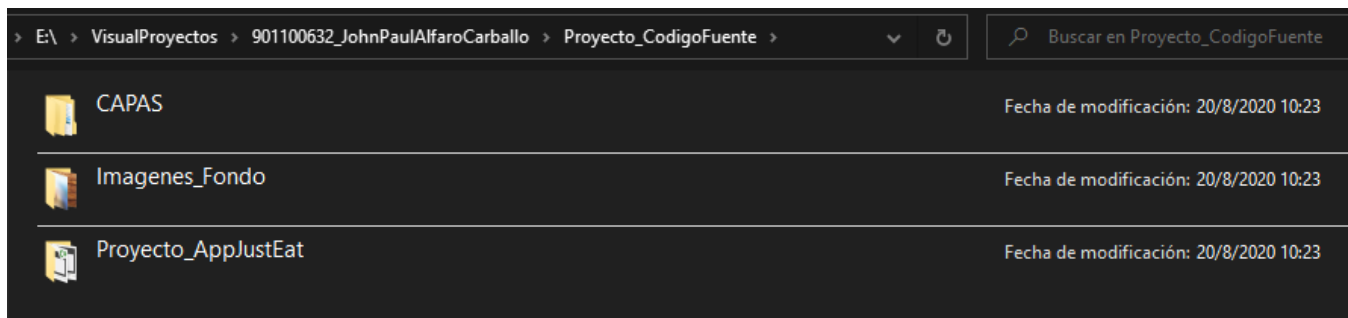 > E:\ > VisualProyectos > 901100632_JohnPaulAlfaroCarballo > Proyecto_CodigoFuente >
Buscar en Proyecto_CodigoFuente
CAPAS Fecha de modificación: 20/8/2020 10:23
Imagenes_Fondo Fecha de modificación: 20/8/2020 10:23
Proyecto_AppJustEat Fecha de modificación: 20/8/2020 10:23